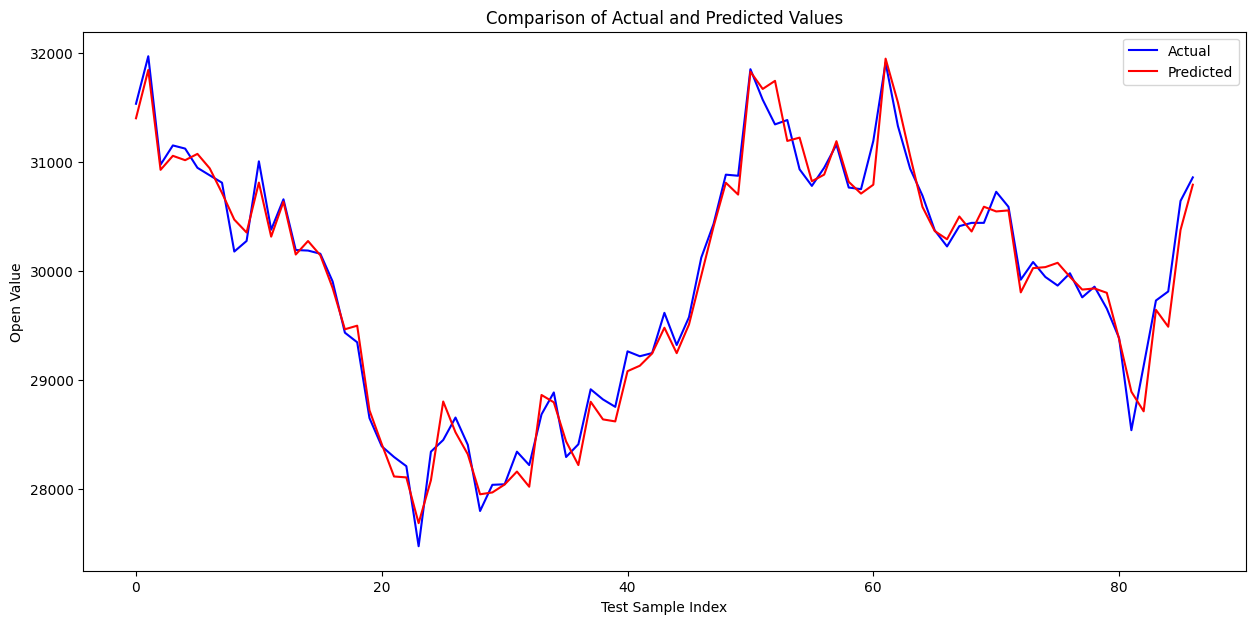 Comparison of Actual and Predicted Values
Actual
Predicted
32000
31000
30000
29000
28000
Open Value
0
20
40
60
80
Test Sample Index